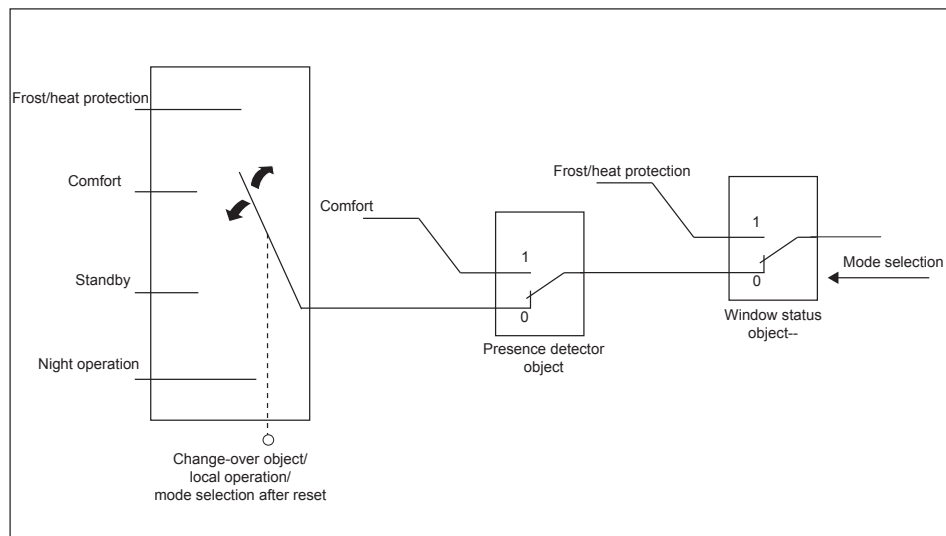 Frost/heat protection
Comfort
Standby
Night operation
Change-over object/
local operation/
mode selection after reset
Comfort
1
0
Presence detector
object
Frost/heat protection
1
0
Mode selection
Window status
object--